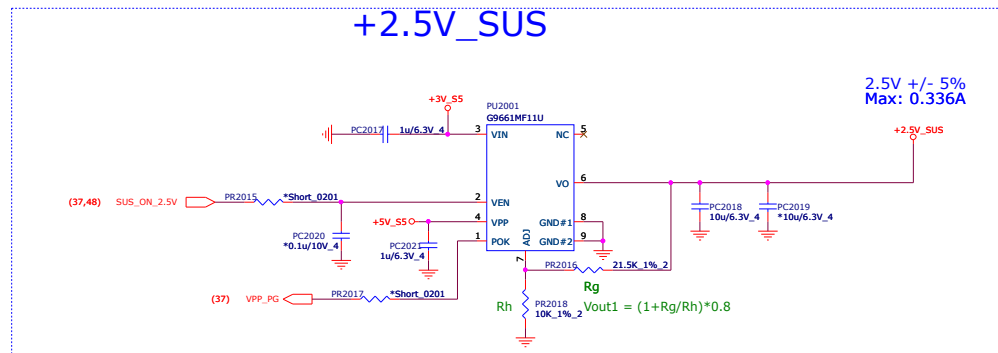 +2.5V_SUS
2.5V +/- 5%
Max: 0.336A
+3V_S5
PU2001
G9661MF11U
+2.5V_SUS
PC2017
1u/6.3V_4
3
VIN
NC
5
VO
6
(37,48)
SUS_ON_2.5V
PR2015
*Short_0201
2
VEN
PC2018
10u/6.3V_4
PC2019
*10u/6.3V_4
+5V_S5
4
VPP
GND#1
8
PC2020
*0.1u/10V_4
PC2021
1u/6.3V_4
1
POK
ADJ
GND#2
9
7
PR2016
21.5K_1%_2
Rg
(37)
VPP_PG
PR2017
*Short_0201
Rh
PR2018
10K_1%_2
Vout1 = (1+Rg/Rh)*0.8